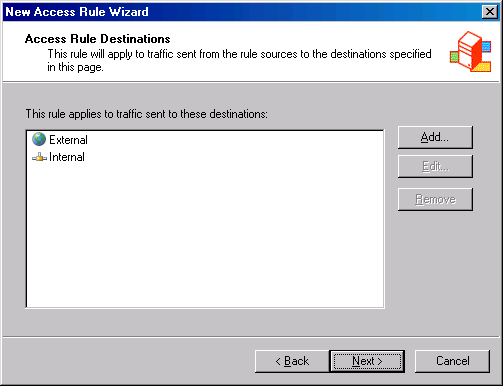 New Access Rule Wizard
Access Rule Destinations
This rule will apply to traffic sent from the rule sources to the destinations specified
in this page.
This rule applies to traffic sent to these destinations:
External
Internal
Add...
Edit...
Remove
< Back
Next >
Cancel